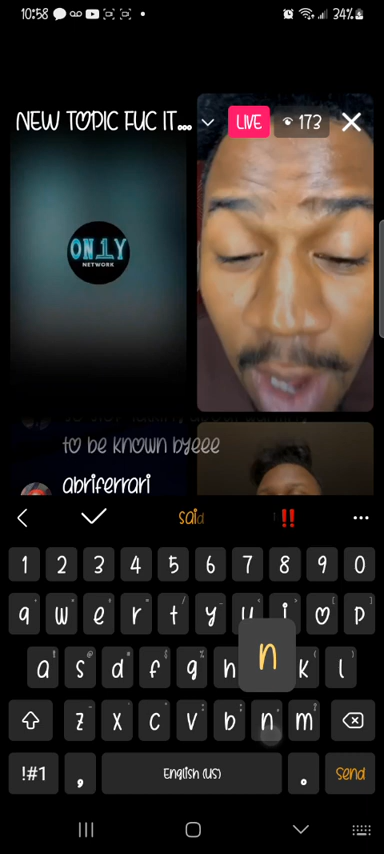 10:58
34%
NEW TOPIC FUC IT...
LIVE
173
ON1Y
NETWORK
to be known byeee
abriferrari
said
!!
1 2 3 4 5 6 7 8 9 0
q w e r t y u i o p
a s d f g h n k l
z x c v b n m
!#1 , English (US) . send